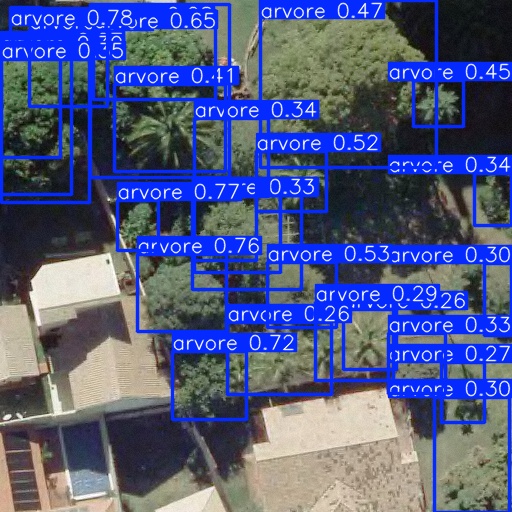 arvore 0.47
arvore 0.78
0.65
arvore 0.45
arvore 0.35
arvore 0.41
arvore 0.34
arvore 0.52
arvore 0.34
arvore 0.77
0.33
arvore 0.76
arvore 0.53
arvore 0.30
arvore 0.29
0.26
arvore 0.26
arvore 0.33
arvore 0.72
arvore 0.27
arvore 0.30